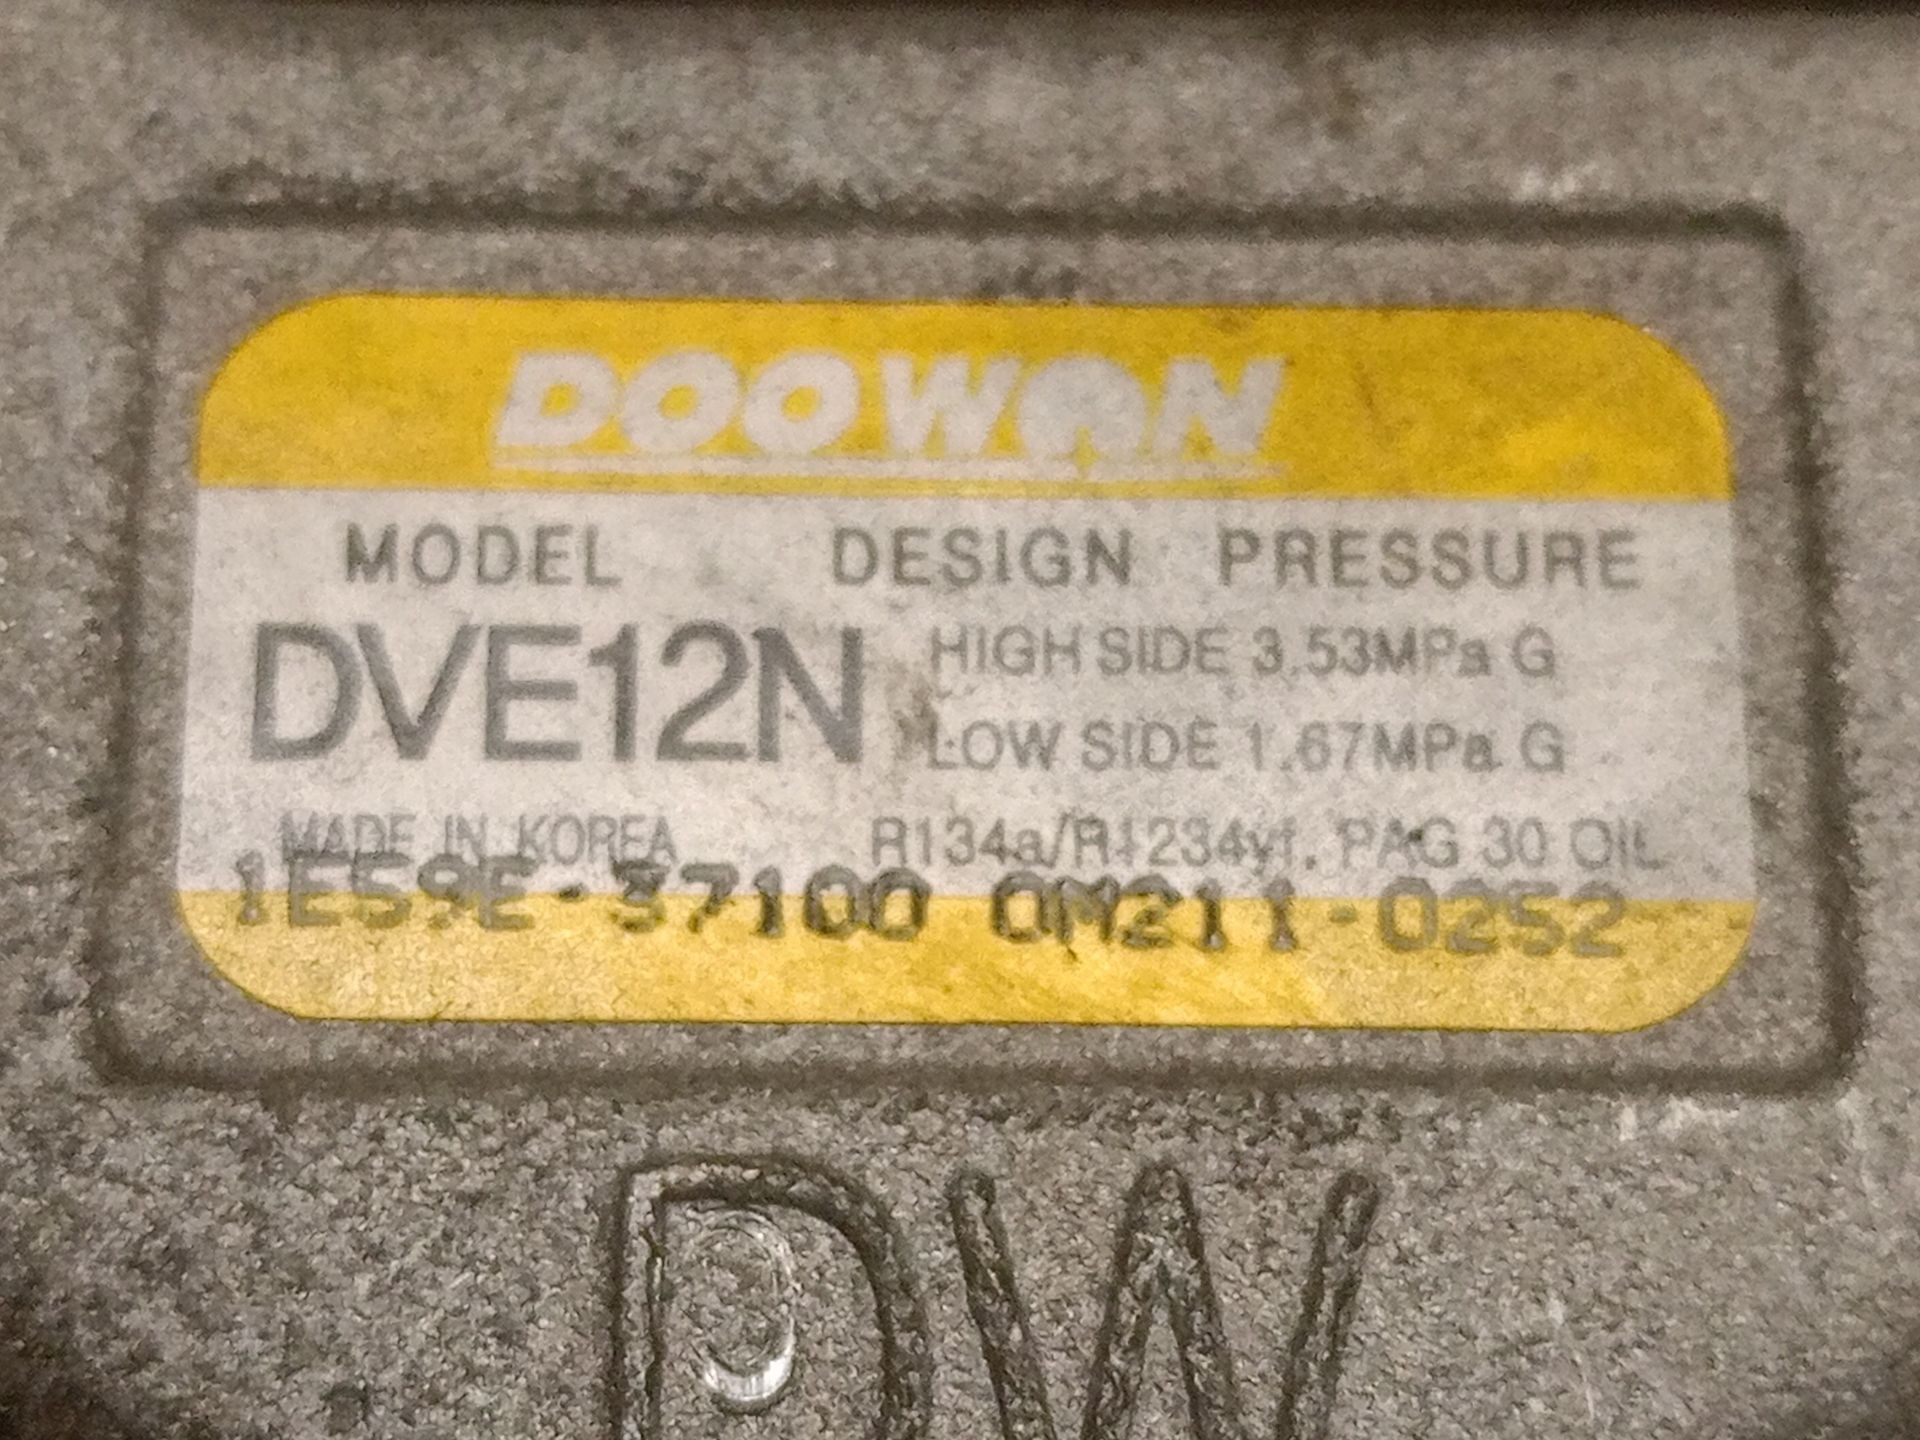 DOOWON
MODEL DESIGN PRESSURE
DVE12N HIGH SIDE 3.53MPa G
LOW SIDE 1.67MPa G
MADE IN KOREA R134a/R1234yf, PAG 30 OIL
1E59E-37100 0M211-0252
DW